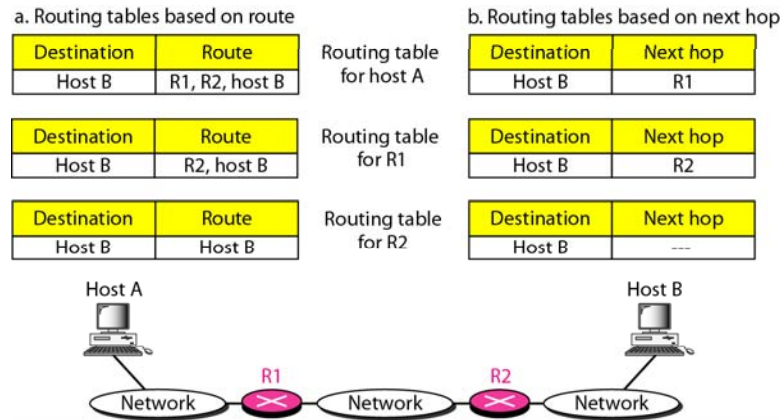 a. Routing tables based on route
b. Routing tables based on next hop
Destination Route
Host B R1, R2, host B
Routing table
for host A
Destination Next hop
Host B R1
Destination Route
Host B R2, host B
Routing table
for R1
Destination Next hop
Host B R2
Destination Route
Host B Host B
Routing table
for R2
Destination Next hop
Host B ---
Host A
Host B
R1
R2
Network
Network
Network